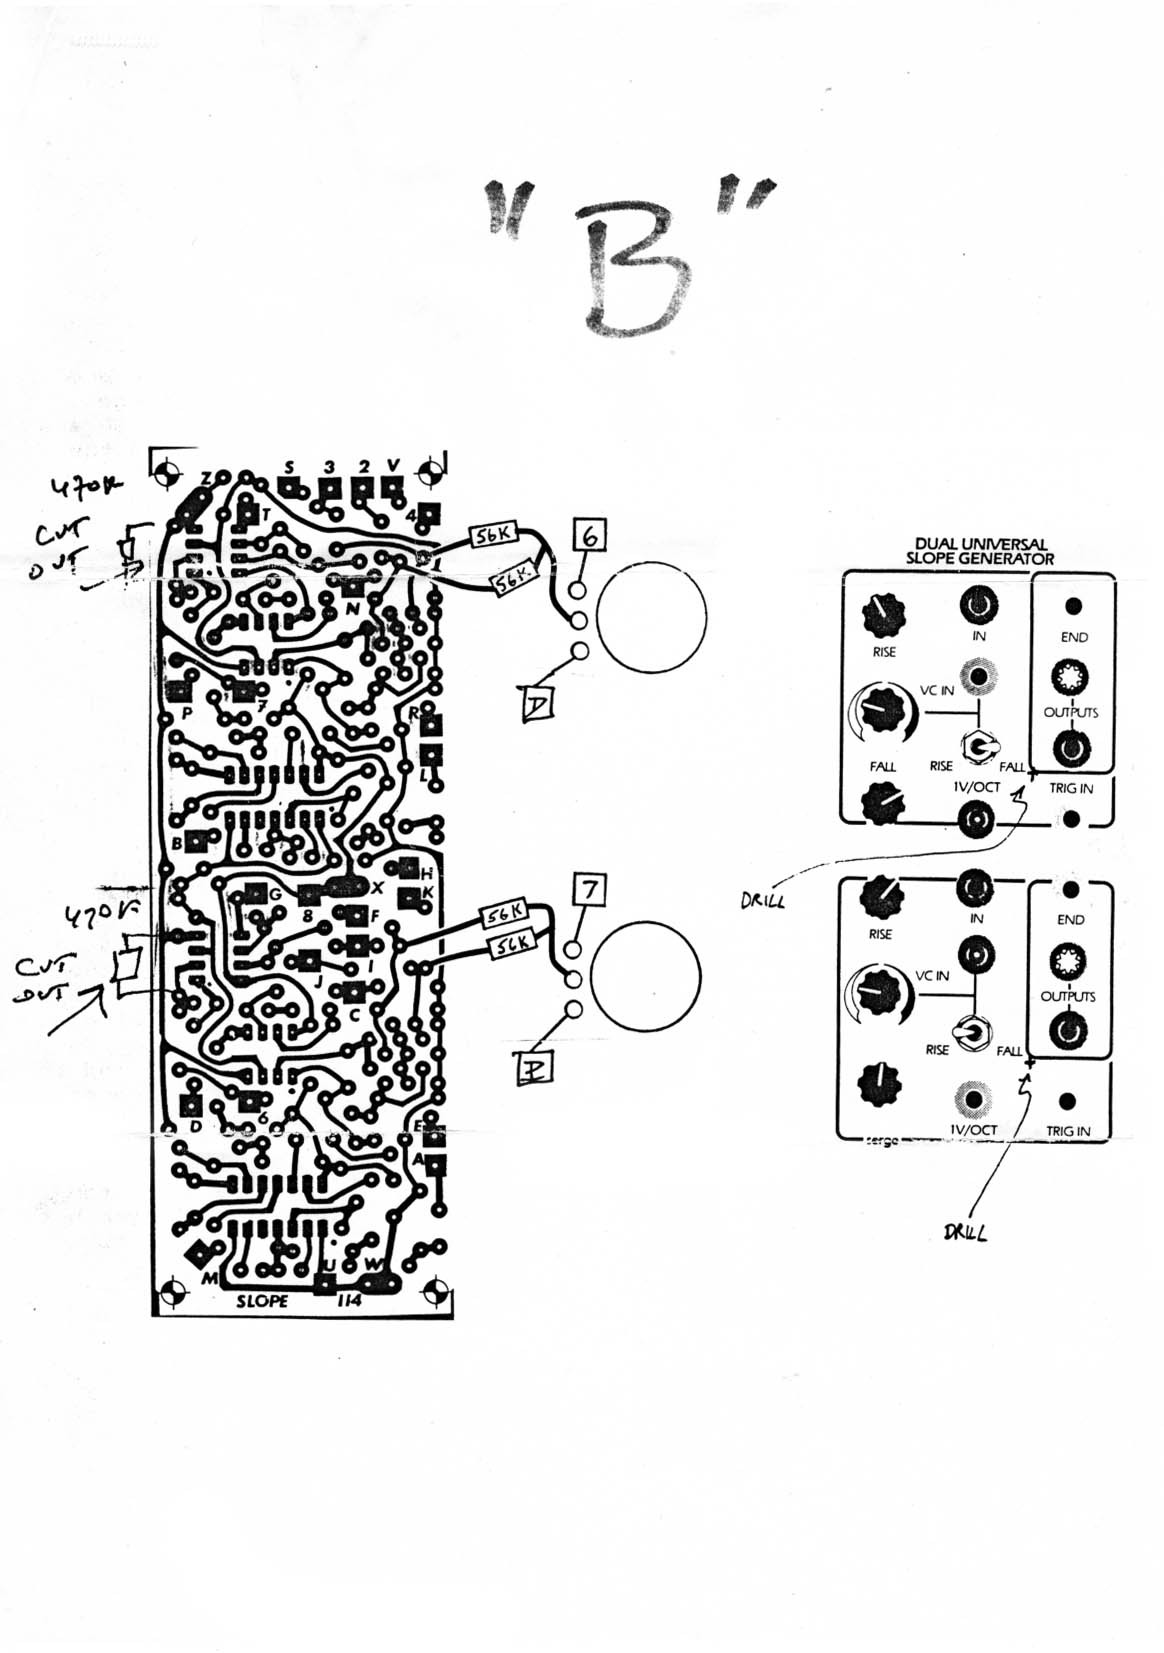 "B"
470K
CUT
OUT
Z
S
3
2
V
T
4
N
P
7
R
L
B
X
H
K
G
8
F
I
J
C
D
6
E
A
M
U
W
SLOPE 114
470K
CUT
OUT
56K
56K
6
D
56K
56K
7
P
DUAL UNIVERSAL
SLOPE GENERATOR
RISE
IN
END
VC IN
OUTPUTS
FALL
RISE
FALL
1V/OCT
TRIG IN
DRILL
RISE
IN
END
VC IN
OUTPUTS
RISE
FALL
1V/OCT
TRIG IN
serge
DRILL